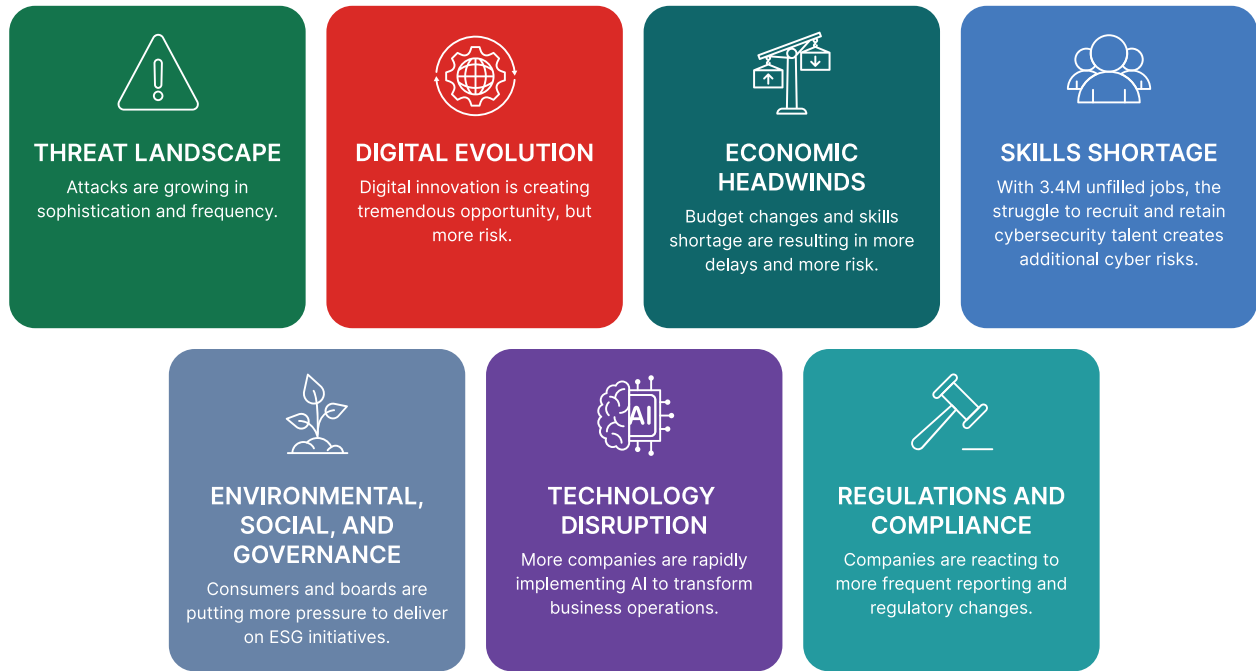 THREAT LANDSCAPE
Attacks are growing in
sophistication and frequency.
DIGITAL EVOLUTION
Digital innovation is creating
tremendous opportunity, but
more risk.
ECONOMIC
HEADWINDS
Budget changes and skills
shortage are resulting in more
delays and more risk.
SKILLS SHORTAGE
With 3.4M unfilled jobs, the
struggle to recruit and retain
cybersecurity talent creates
additional cyber risks.
ENVIRONMENTAL,
SOCIAL, AND
GOVERNANCE
Consumers and boards are
putting more pressure to deliver
on ESG initiatives.
AI
TECHNOLOGY
DISRUPTION
More companies are rapidly
implementing AI to transform
business operations.
REGULATIONS AND
COMPLIANCE
Companies are reacting to
more frequent reporting and
regulatory changes.